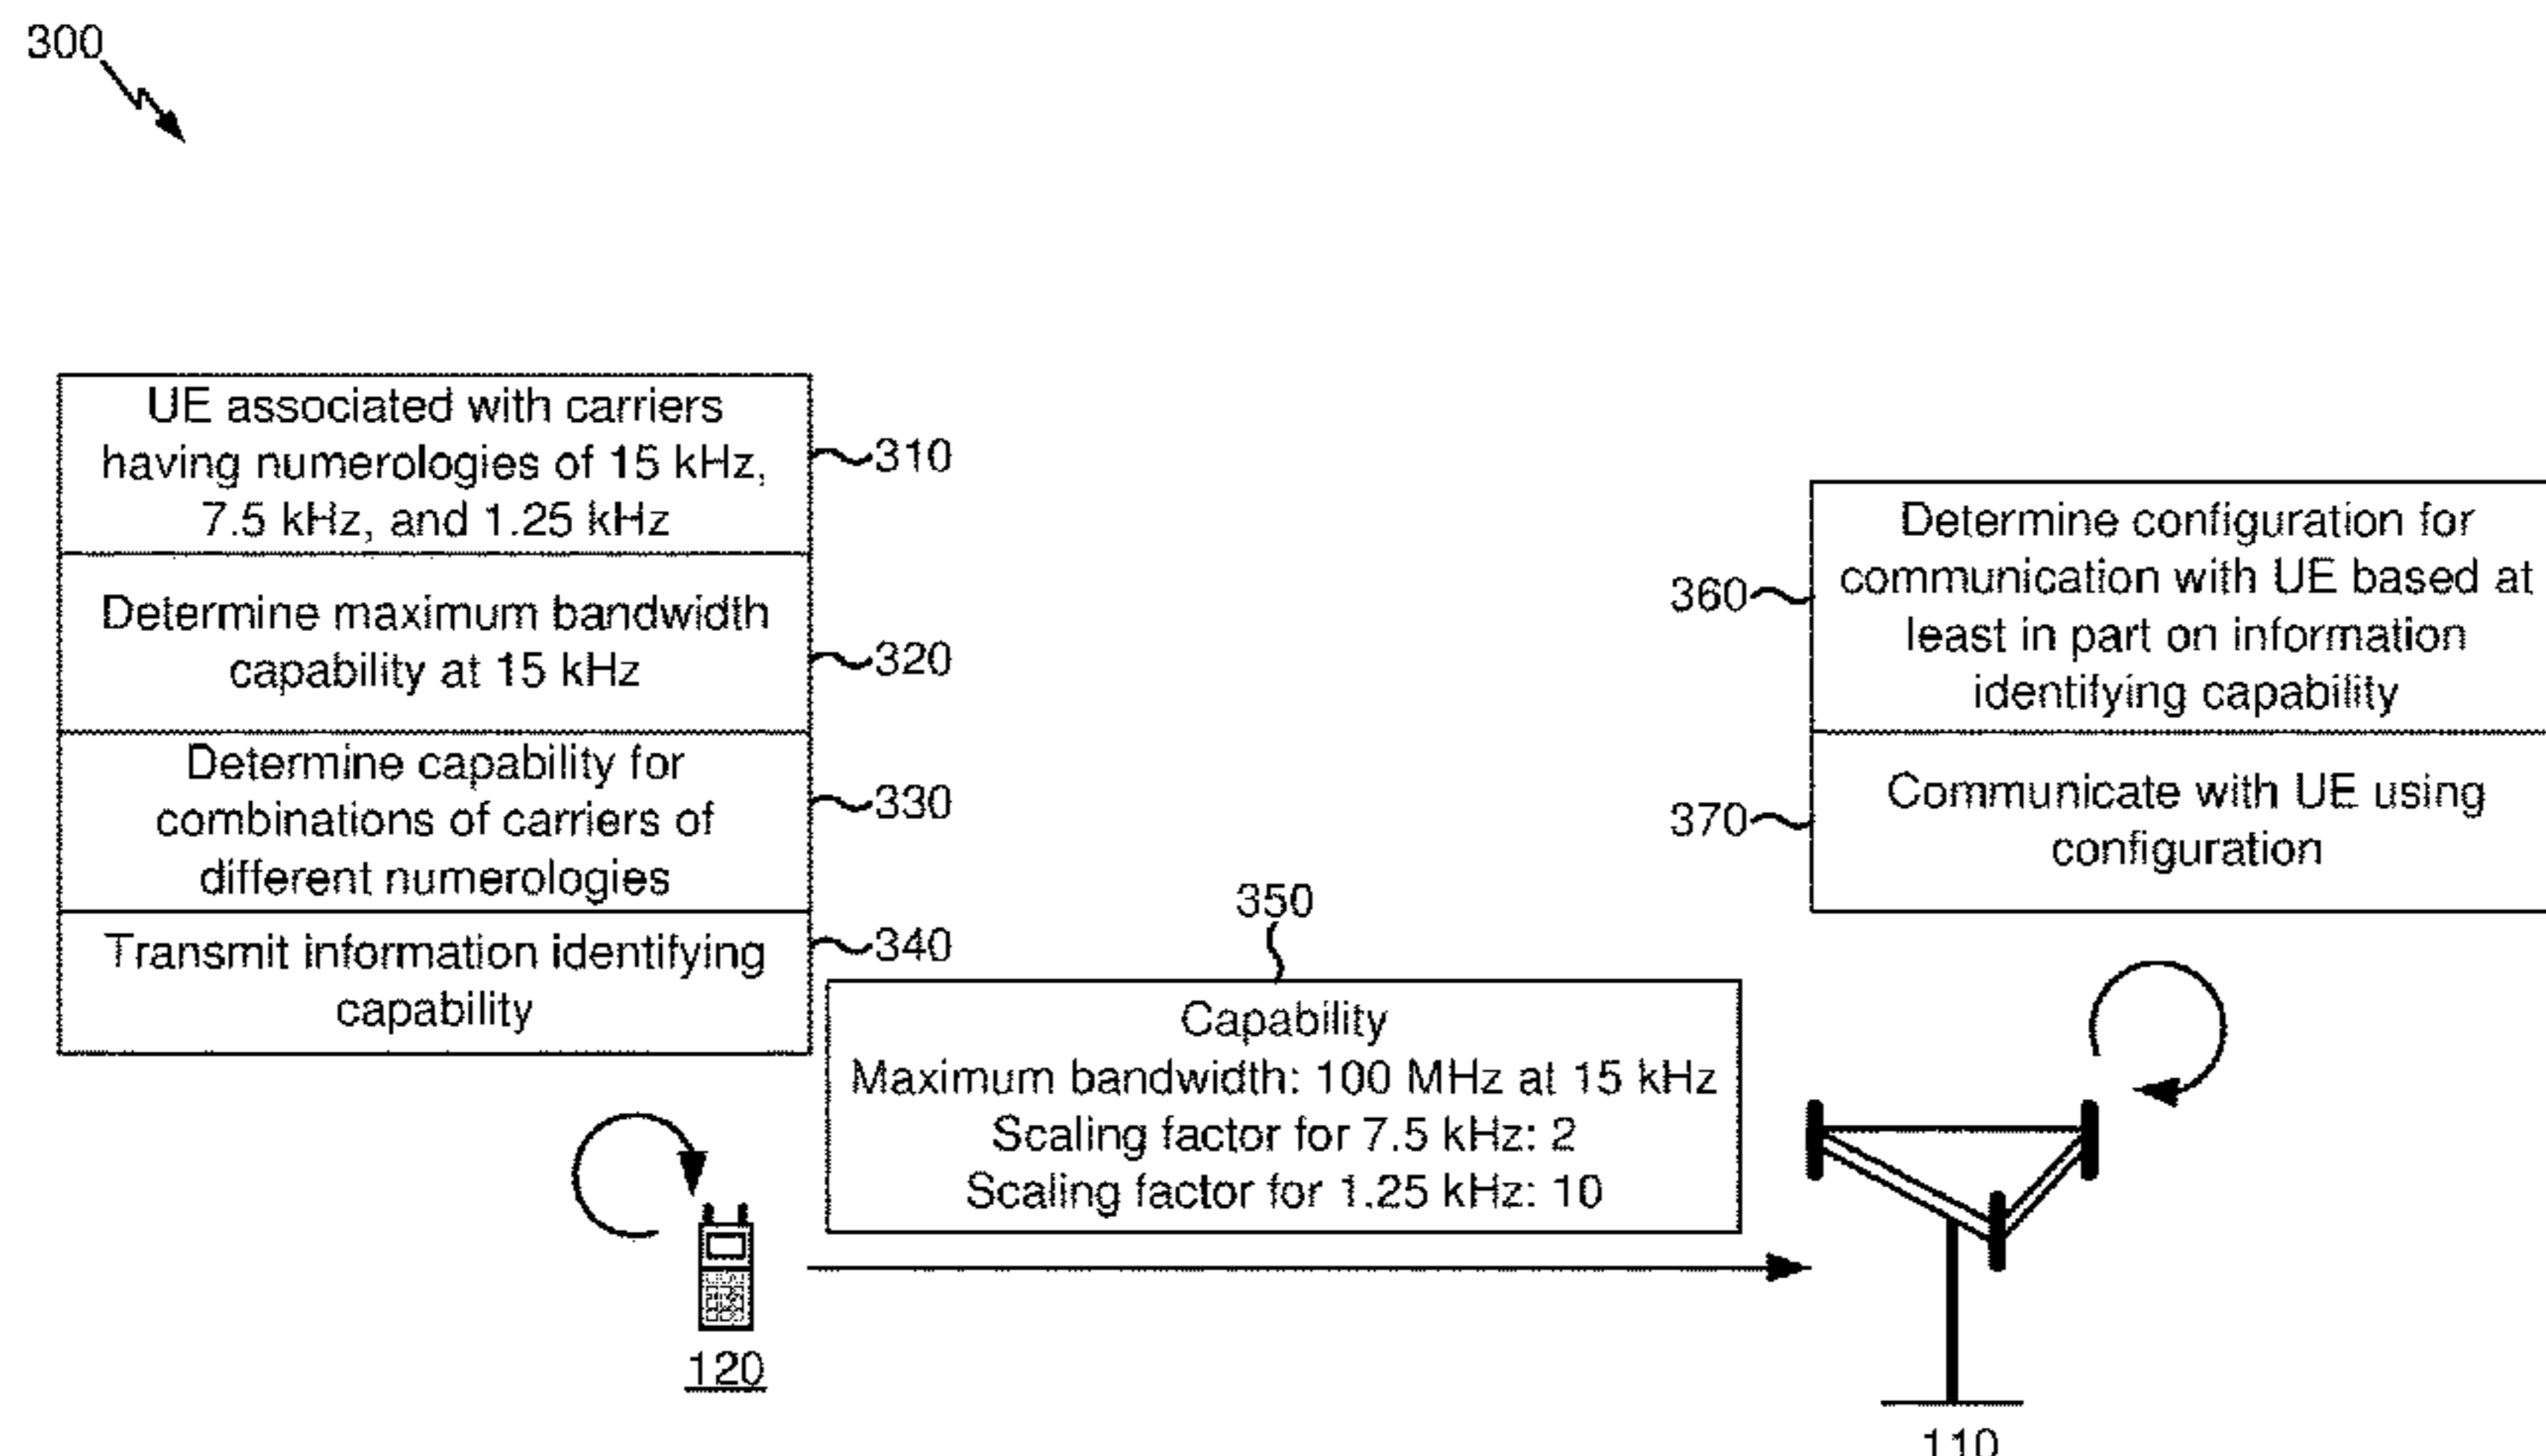 300
UE associated with carriers
having numerologies of 15 kHz,
7.5 kHz, and 1.25 kHz
310
Determine maximum bandwidth
capability at 15 kHz
320
Determine capability for
combinations of carriers of
different numerologies
330
Transmit information identifying
capability
340
350
Capability
Maximum bandwidth: 100 MHz at 15 kHz
Scaling factor for 7.5 kHz: 2
Scaling factor for 1.25 kHz: 10
120
Determine configuration for
communication with UE based at
least in part on information
identifying capability
360
Communicate with UE using
configuration
370
110